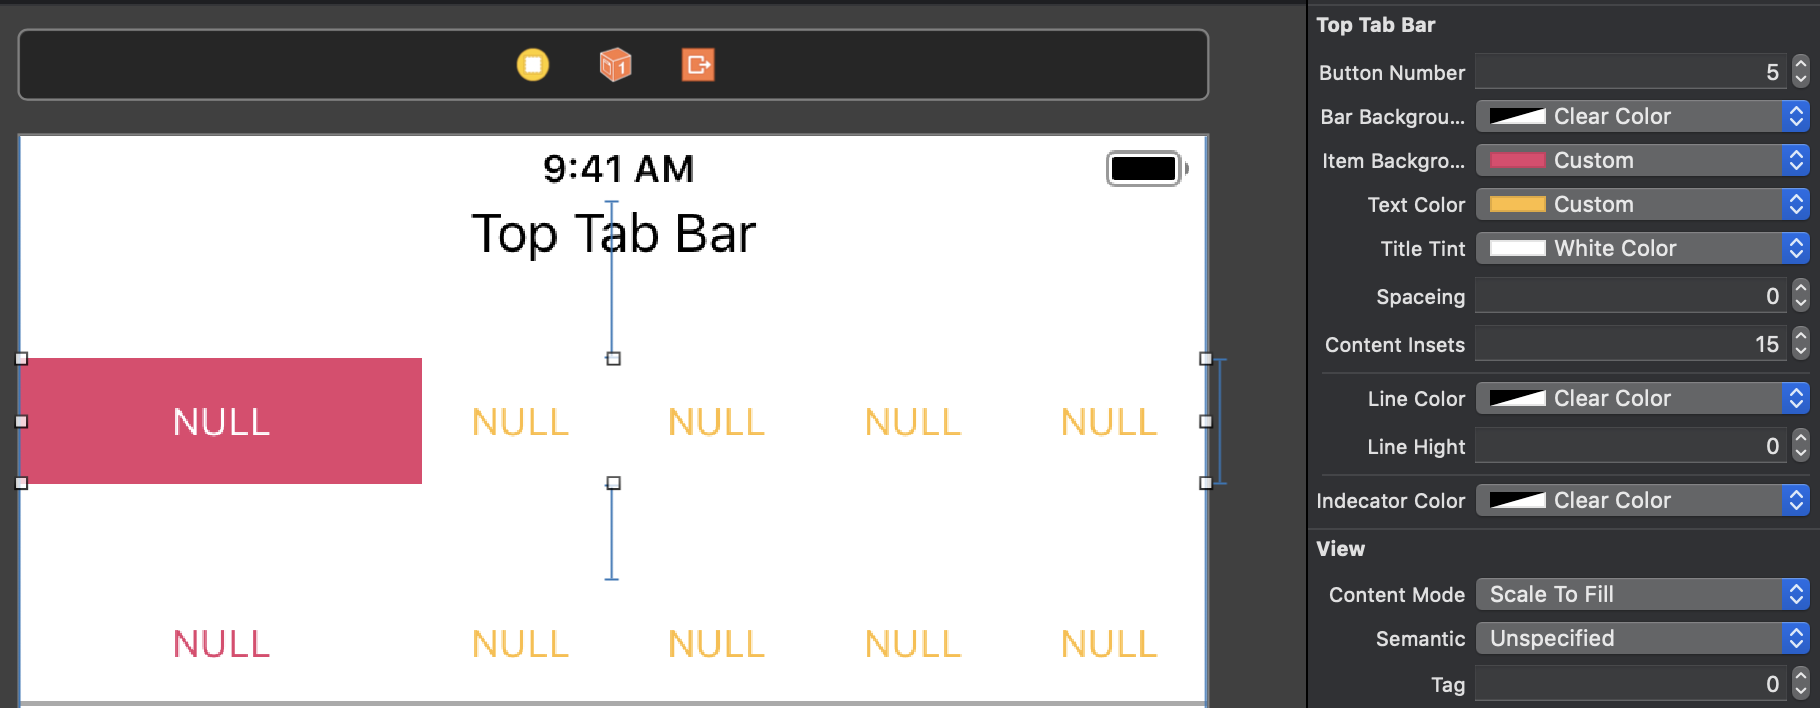 9:41 AM
Top Tab Bar
NULL NULL NULL NULL NULL
NULL NULL NULL NULL NULL
Top Tab Bar
Button Number 5
Bar Backgrou... Clear Color
Item Backgro... Custom
Text Color Custom
Title Tint White Color
Spaceing 0
Content Insets 15
Line Color Clear Color
Line Hight 0
Indecator Color Clear Color
View
Content Mode Scale To Fill
Semantic Unspecified
Tag 0